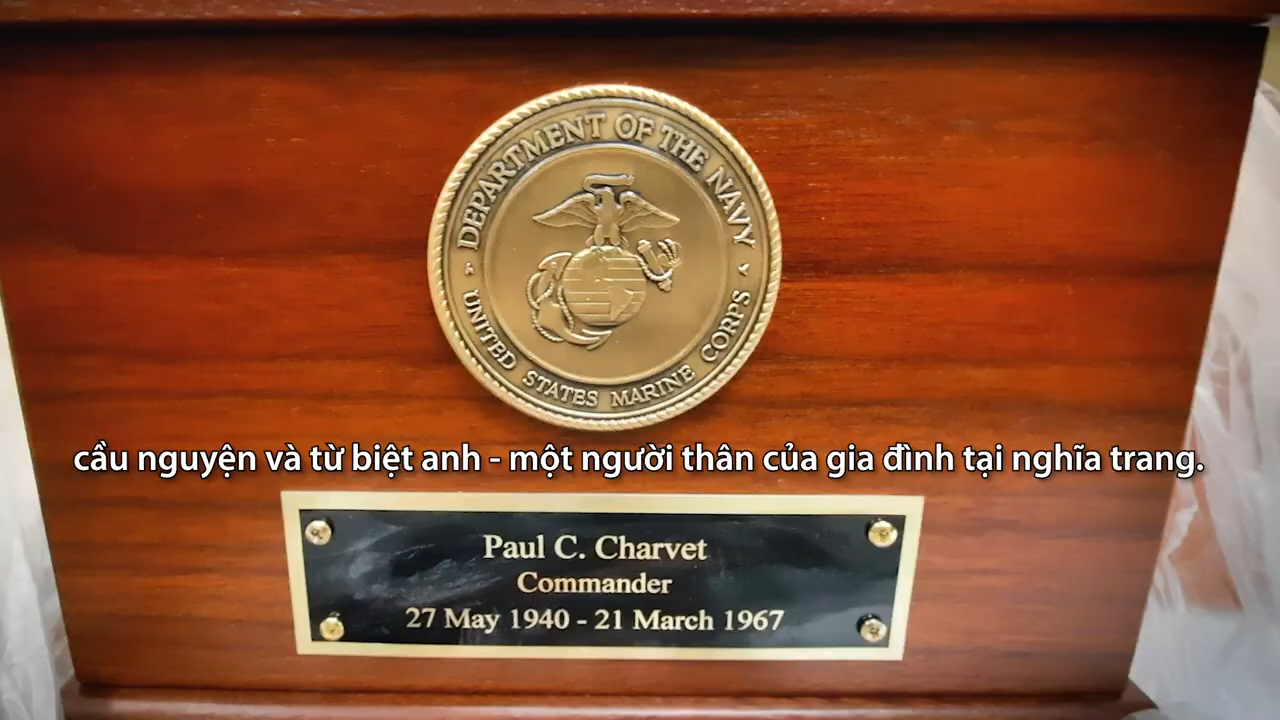 DEPARTMENT OF THE NAVY
UNITED STATES MARINE CORPS
cầu nguyện và từ biệt anh - một người thân của gia đình tại nghĩa trang.
Paul C. Charvet
Commander
27 May 1940 - 21 March 1967